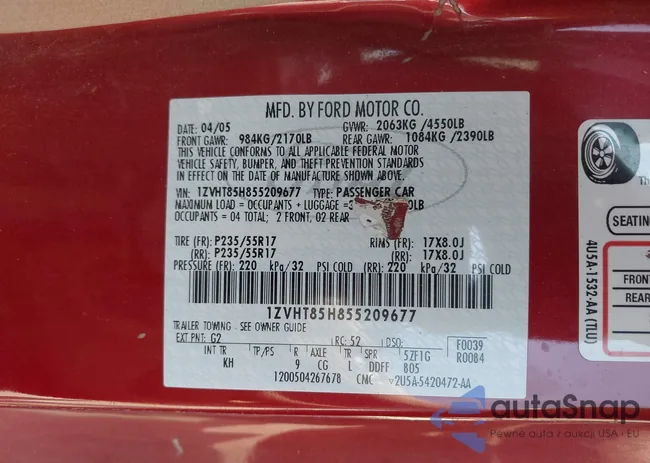 MFD. BY FORD MOTOR CO.
DATE: 04/05 GVWR: 2063KG /4550LB
FRONT GAWR: 984KG/2170LB REAR GAWR: 1084KG /2390LB
THIS VEHICLE CONFORMS TO ALL APPLICABLE FEDERAL MOTOR
VEHICLE SAFETY, BUMPER, AND THEFT PREVENTION STANDARDS
IN EFFECT ON THE DATE OF MANUFACTURE SHOWN ABOVE.
VIN: 1ZVHT85H855209677 TYPE: PASSENGER CAR
MAXIMUM LOAD = OCCUPANTS + LUGGAGE =3 0LB
OCCUPANTS: 04 TOTAL; 2 FRONT, 02 REAR
TIRE (FR): P235/55R17 RIMS (FR): 17X8.0J
(RR): P235/55R17 (RR): 17X8.0J
PRESSURE (FR): 220 kPa/32 PSI COLD (RR): 220 kPa/32 PSI COLD
1ZVHT85H855209677
TRAILER TOWING - SEE OWNER GUIDE
EXT PNT: G2 RC: 52 DSO: F0039
R0084
INT TR TP/PS R AXLE TR SPR 5ZF1G
KH 9 CG L DDFF 805
1200504267678 CMC v2U5A-5420472-AA
SEATIN
FRONT
REAR
4U5A-1532-AA (TLU)
autoSnap
Pewne auta z aukcji USA i EU